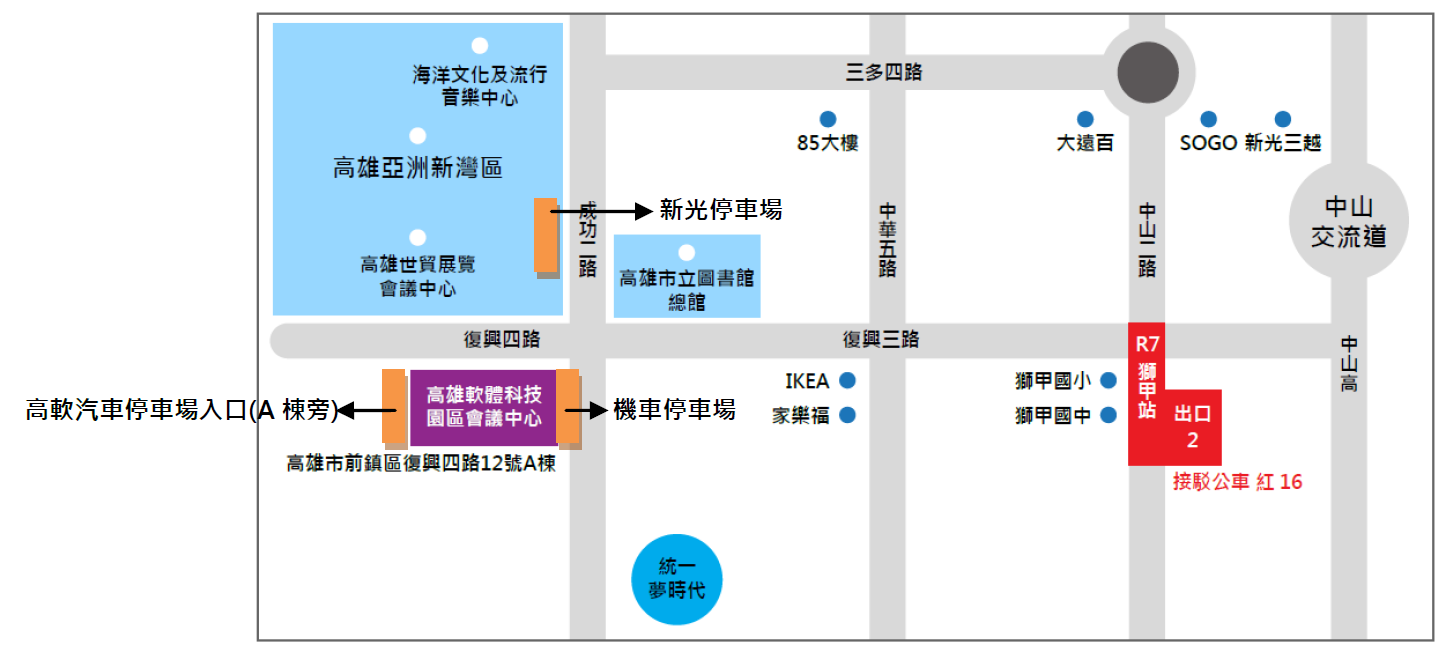 海洋文化及流行
音樂中心
三多四路
85大樓
大遠百
SOGO 新光三越
高雄亞洲新灣區
新光停車場
成功二路
中華五路
中山二路
中山
交流道
高雄世貿展覽
會議中心
高雄市立圖書館
總館
復興四路
復興三路
R7
獅甲站
中山高
IKEA
獅甲國小
高雄軟體科技
園區會議中心
高軟汽車停車場入口(A 棟旁)
機車停車場
家樂福
獅甲國中
出口
2
高雄市前鎮區復興四路12號A棟
接駁公車 紅 16
統一
夢時代